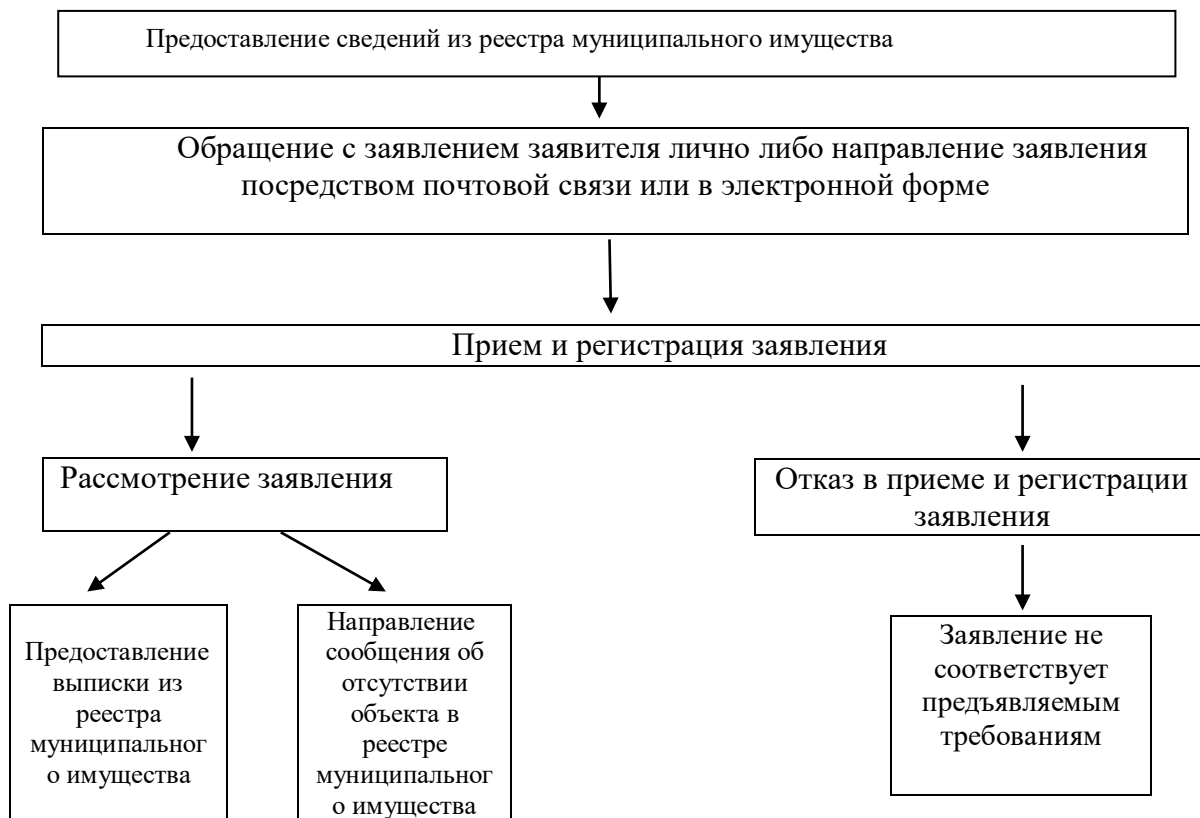 Предоставление сведений из реестра муниципального имущества
Обращение с заявлением заявителя лично либо направление заявления
посредством почтовой связи или в электронной форме
Прием и регистрация заявления
Рассмотрение заявления
Отказ в приеме и регистрации
заявления
Предоставление
выписки из
реестра
муниципальног
о имущества
Направление
сообщения об
отсутствии
объекта в
реестре
муниципальног
о имущества
Заявление не
соответствует
предъявляемым
требованиям